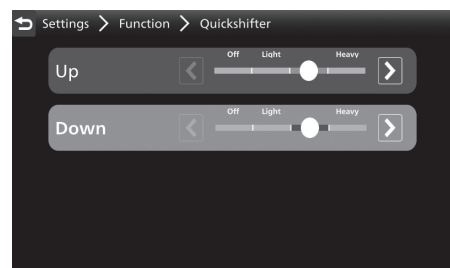 Settings > Function > Quickshifter
Off Light Heavy
Up
Off Light Heavy
Down